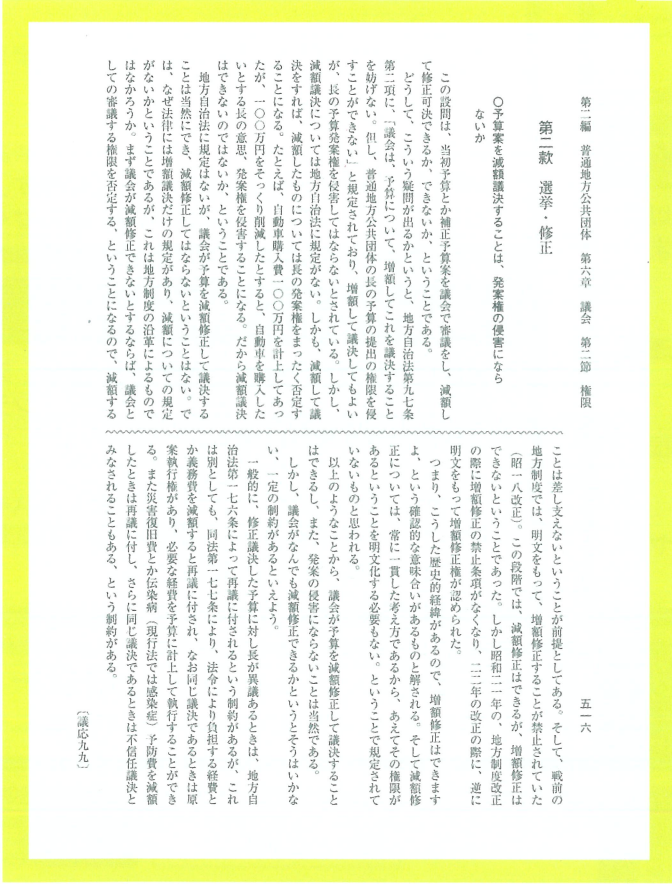 第二編　普通地方公共団体　第六章　議会　第二節　権限
五一六
第二款　選挙・修正
〇予算案を減額議決することは、発案権の侵害になら
ないか
この設問は、当初予算とか補正予算案を議会で審議をし、減額し
て修正可決できるか、できないか、ということである。
どうして、こういう疑問が出るかというと、地方自治法第九七条
第二項に、「議会は、予算について、増額してこれを議決すること
を妨げない。但し、普通地方公共団体の長の予算の提出の権限を侵
すことができない」と規定されており、増額して議決してもよい
が、長の予算発案権を侵害してはならないとされている。しかし、
減額議決については地方自治法に規定がない。しかも、減額して議
決をすれば、減額したものについては長の発案権をまったく否定す
ることになる。たとえば、自動車購入費一〇〇万円を計上してあっ
たが、一〇〇万円をそっくり削減したとすると、自動車を購入した
いとする長の意思、発案権を侵害することになる。だから減額議決
はできないのではないか、ということである。
地方自治法に規定はないが、議会が予算を減額修正して議決する
ことは当然にでき、減額修正してはならないということはない。で
は、なぜ法律には増額議決だけの規定があり、減額についての規定
がないかということであるが、これは地方制度の沿革によるもので
はなかろうか。まず議会が減額修正できないとするならば、議会と
しての審議する権限を否定する、ということになるので、減額する
ことは差し支えないということが前提としてある。そして、戦前の
地方制度では、明文をもって、増額修正することが禁止されていた
（昭一八改正）。この段階では、減額修正はできるが、増額修正は
できないということであった。しかし昭和二一年の、地方制度改正
の際に増額修正の禁止条項がなくなり、二二年の改正の際に、逆に
明文をもって増額修正権が認められた。
つまり、こうした歴史的経緯があるので、増額修正はできます
よ、という確認的な意味合いがあるものと解される。そして減額修
正については、常に一貫した考え方であるから、あえてその権限が
あるということを明文化する必要もない。ということで規定されて
いないものと思われる。
以上のようなことから、議会が予算を減額修正して議決すること
はできるし、また、発案の侵害にならないことは当然である。
しかし、議会がなんでも減額修正できるかというとそうはいかな
い、一定の制約があるといえよう。
一般的に、修正議決した予算に対し長が異議あるときは、地方自
治法第一七六条によって再議に付されるという制約があるが、これ
は別としても、同法第一七七条により、法令により負担する経費と
か義務費を減額すると再議に付され、なお同じ議決であるときは原
案執行権があり、必要な経費を予算に計上して執行することができ
る。また災害復旧費とか伝染病（現行法では感染症）予防費を減額
したときは再議に付し、さらに同じ議決であるときは不信任議決と
みなされることもある、という制約がある。
〔議応九九〕